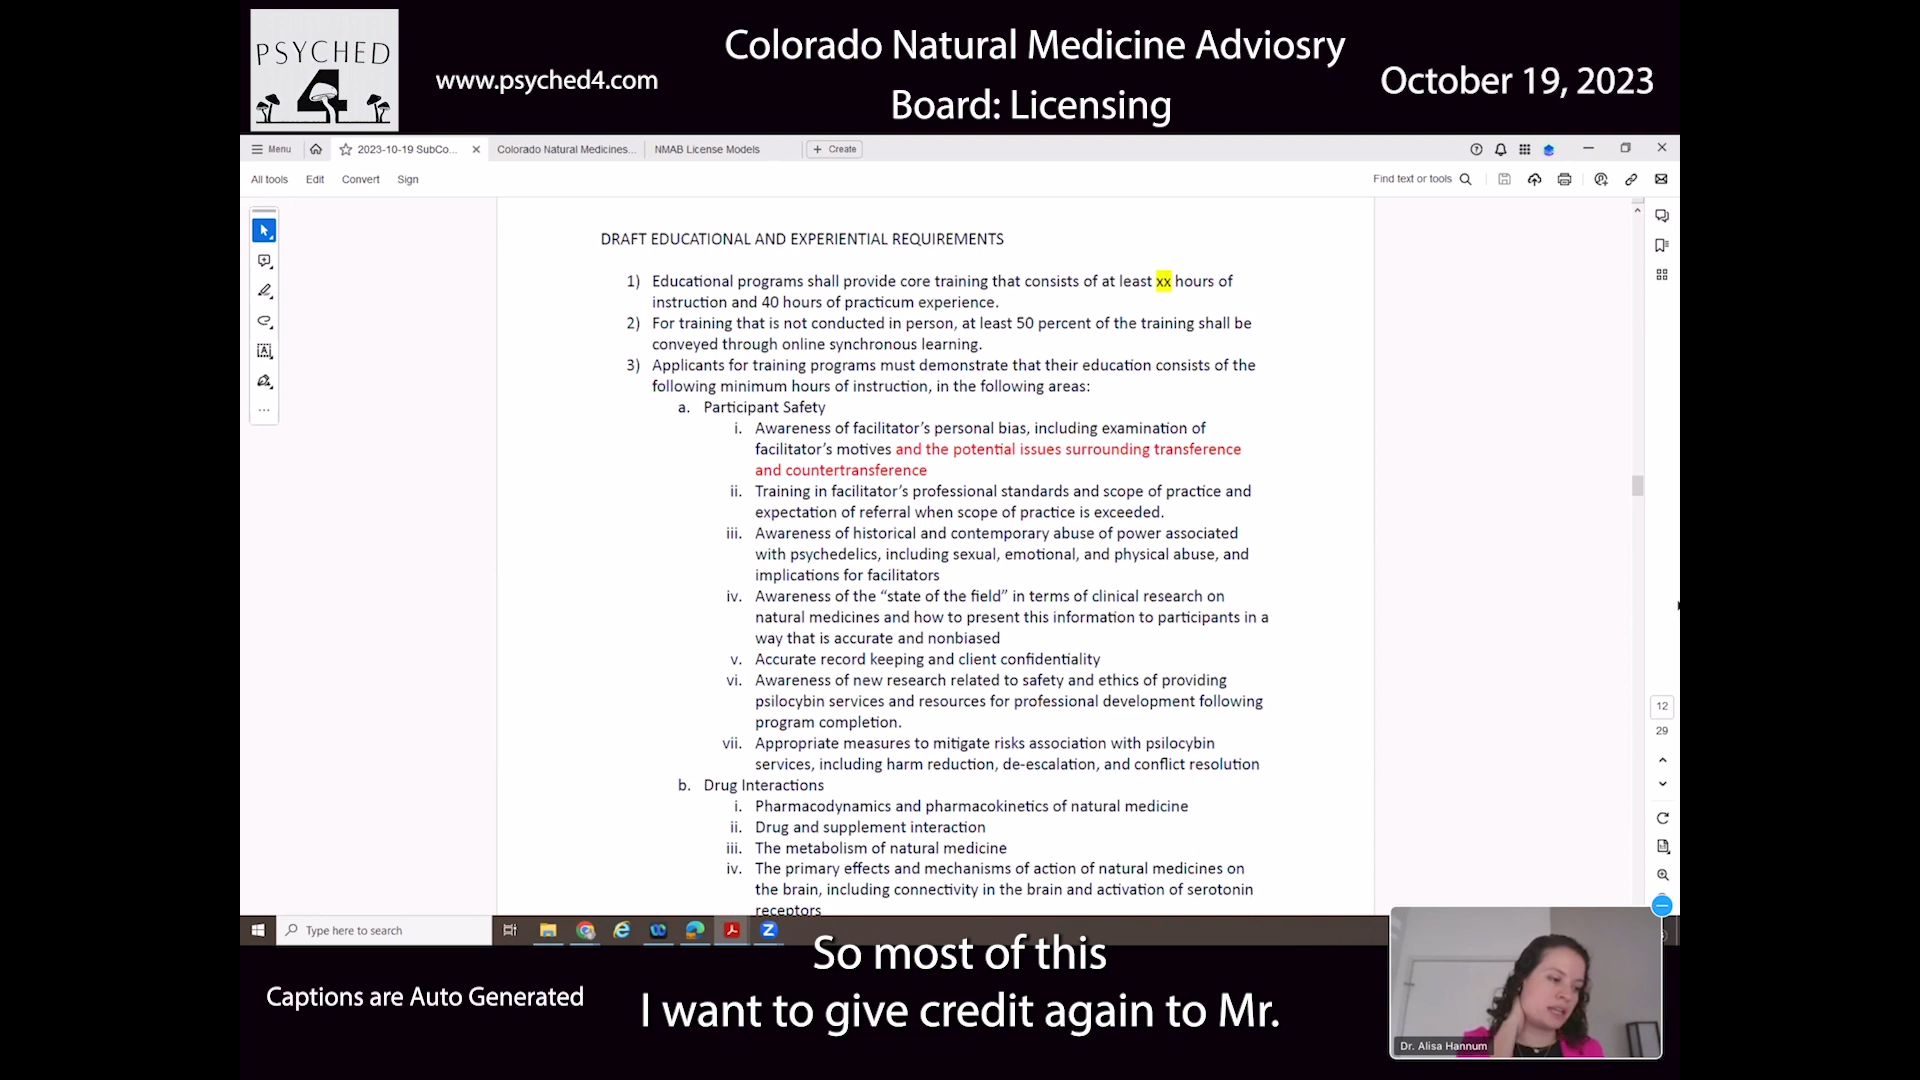 PSYCHED
4
www.psyched4.com
Colorado Natural Medicine Adviosry
Board: Licensing
October 19, 2023
Menu
2023-10-19 SubCo...
Colorado Natural Medicines...
NMAB License Models
+ Create
All tools
Edit
Convert
Sign
Find text or tools
DRAFT EDUCATIONAL AND EXPERIENTIAL REQUIREMENTS
1) Educational programs shall provide core training that consists of at least xx hours of
instruction and 40 hours of practicum experience.
2) For training that is not conducted in person, at least 50 percent of the training shall be
conveyed through online synchronous learning.
3) Applicants for training programs must demonstrate that their education consists of the
following minimum hours of instruction, in the following areas:
a. Participant Safety
i. Awareness of facilitator's personal bias, including examination of
facilitator's motives and the potential issues surrounding transference
and countertransference
ii. Training in facilitator's professional standards and scope of practice and
expectation of referral when scope of practice is exceeded.
iii. Awareness of historical and contemporary abuse of power associated
with psychedelics, including sexual, emotional, and physical abuse, and
implications for facilitators
iv. Awareness of the “state of the field” in terms of clinical research on
natural medicines and how to present this information to participants in a
way that is accurate and nonbiased
v. Accurate record keeping and client confidentiality
vi. Awareness of new research related to safety and ethics of providing
psilocybin services and resources for professional development following
program completion.
vii. Appropriate measures to mitigate risks association with psilocybin
services, including harm reduction, de-escalation, and conflict resolution
b. Drug Interactions
i. Pharmacodynamics and pharmacokinetics of natural medicine
ii. Drug and supplement interaction
iii. The metabolism of natural medicine
iv. The primary effects and mechanisms of action of natural medicines on
the brain, including connectivity in the brain and activation of serotonin
receptors
12
29
Type here to search
So most of this
I want to give credit again to Mr.
Captions are Auto Generated
Dr. Alisa Hannum